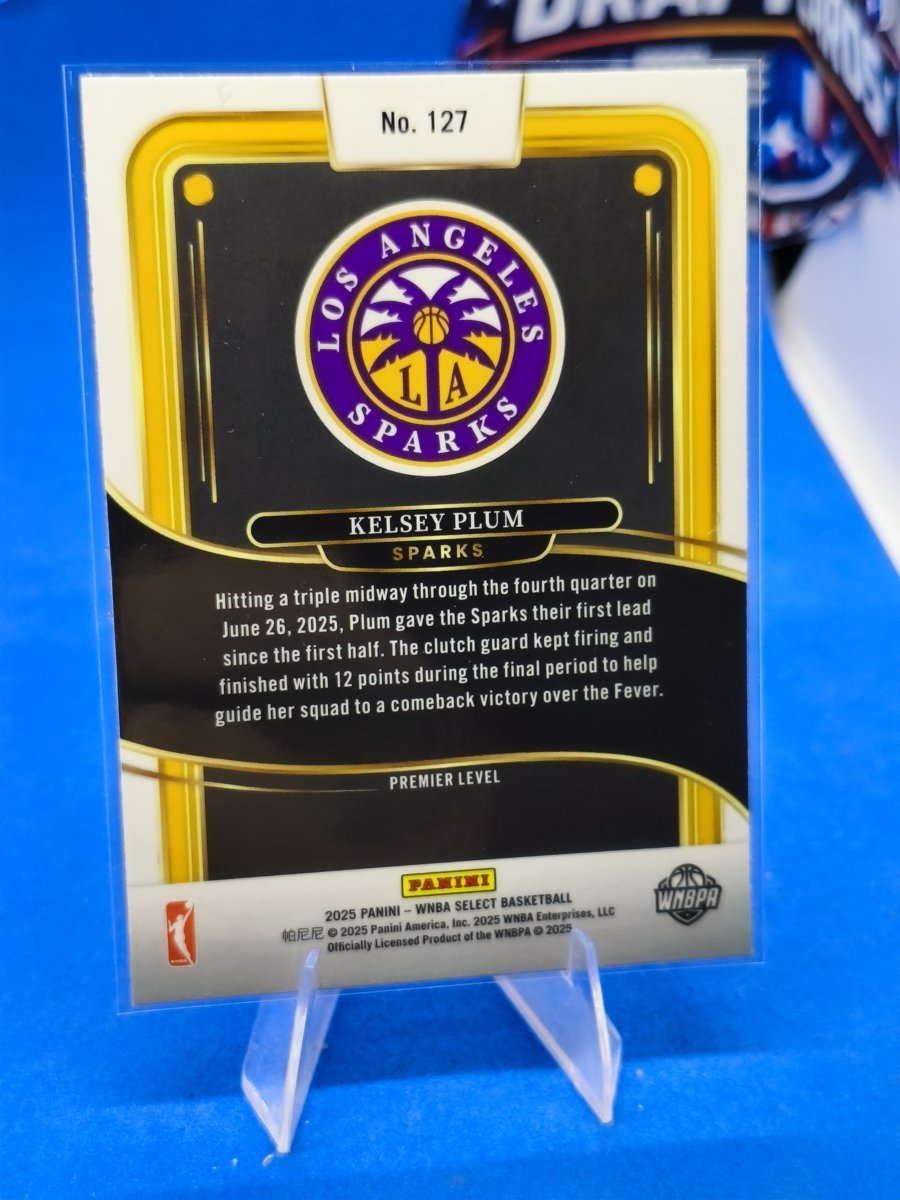 DRAFT
No. 127
LOS ANGELES
LA
SPARKS
KELSEY PLUM
SPARKS
Hitting a triple midway through the fourth quarter on
June 26, 2025, Plum gave the Sparks their first lead
since the first half. The clutch guard kept firing and
finished with 12 points during the final period to help
guide her squad to a comeback victory over the Fever.
PREMIER LEVEL
PANINI
WNBPA
2025 PANINI – WNBA SELECT BASKETBALL
帕尼尼 © 2025 Panini America, Inc. 2025 WNBA Enterprises, LLC
Officially Licensed Product of the WNBPA © 2025
WNBA